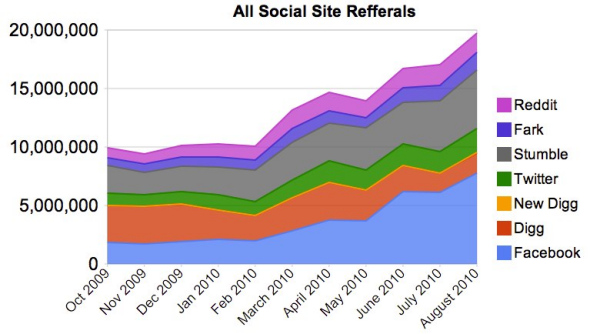 All Social Site Refferals
20,000,000
15,000,000
10,000,000
5,000,000
0
Oct 2009
Nov 2009
Dec 2009
Jan 2010
Feb 2010
March 2010
April 2010
May 2010
June 2010
July 2010
August 2010
Reddit
Fark
Stumble
Twitter
New Digg
Digg
Facebook